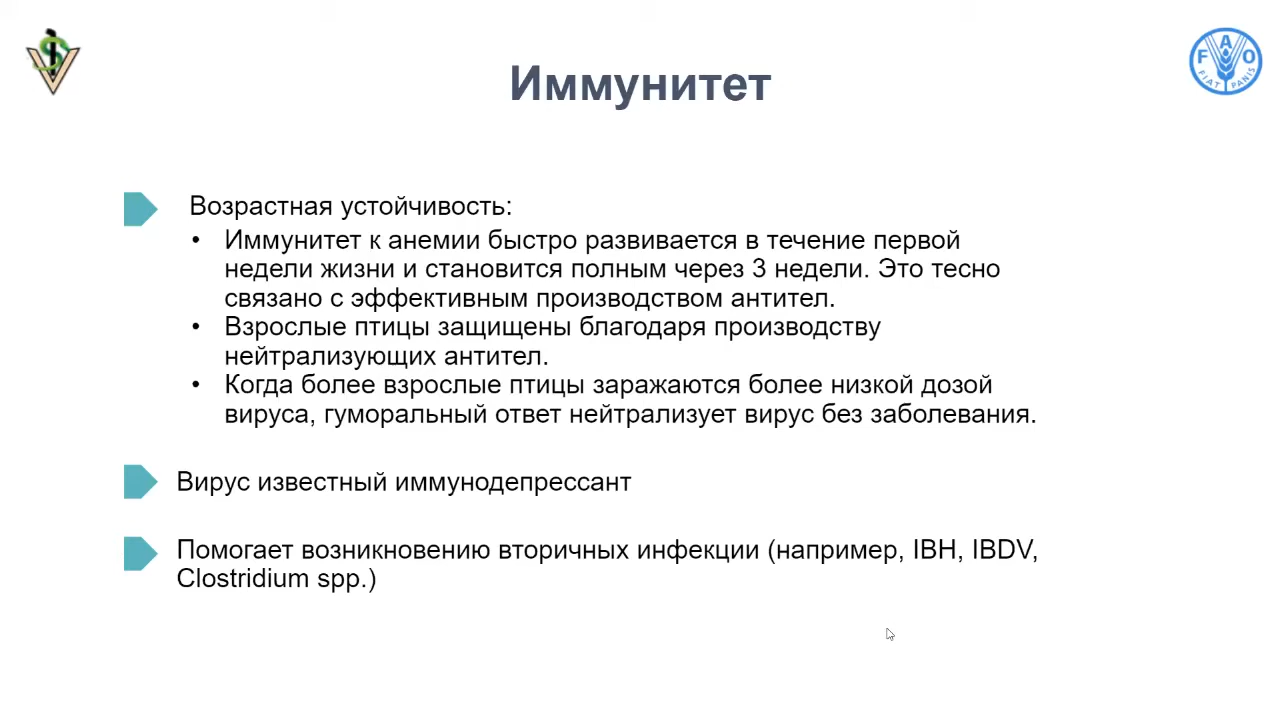 F A O
FIAT PANIS
Иммунитет
Возрастная устойчивость:
• Иммунитет к анемии быстро развивается в течение первой
недели жизни и становится полным через 3 недели. Это тесно
связано с эффективным производством антител.
• Взрослые птицы защищены благодаря производству
нейтрализующих антител.
• Когда более взрослые птицы заражаются более низкой дозой
вируса, гуморальный ответ нейтрализует вирус без заболевания.
Вирус известный иммунодепрессант
Помогает возникновению вторичных инфекции (например, IBH, IBDV,
Clostridium spp.)